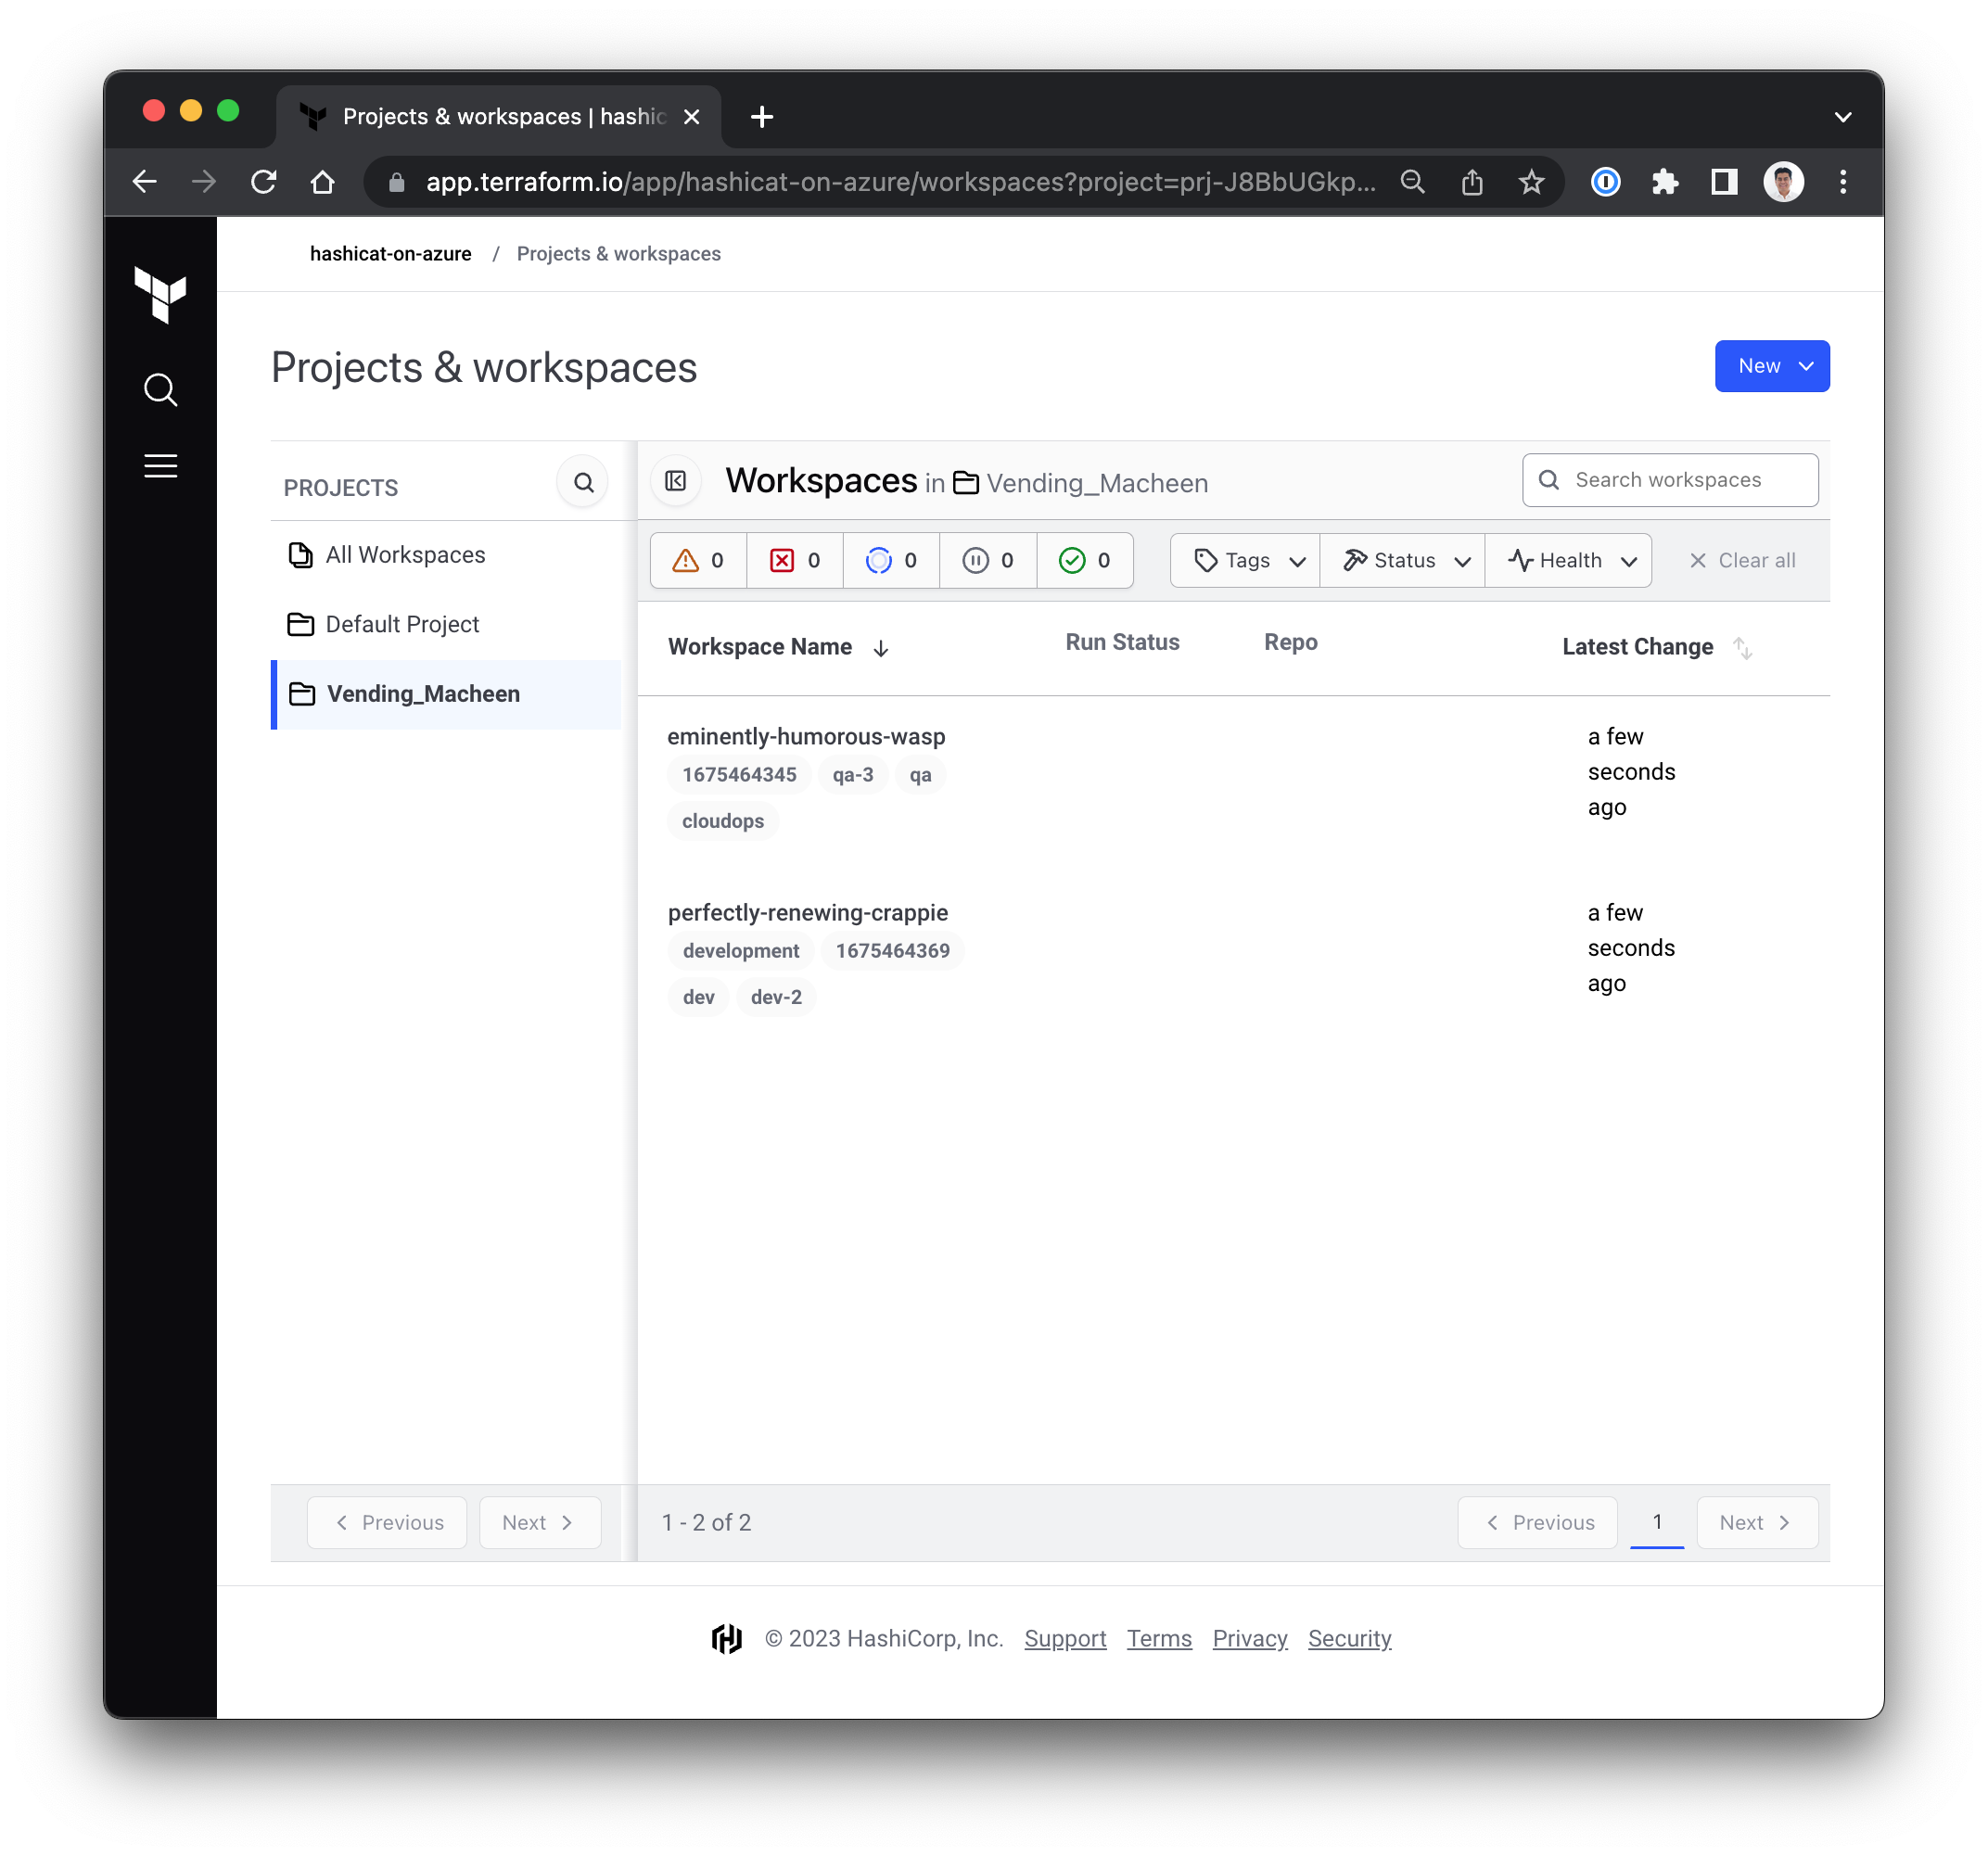 Projects & workspaces | hashic
app.terraform.io/app/hashicat-on-azure/workspaces?project=prj-J8BbUGkp...
hashicat-on-azure / Projects & workspaces
Projects & workspaces
New
PROJECTS
All Workspaces
Default Project
Vending_Macheen
Previous
Next
Workspaces in Vending_Macheen
Search workspaces
0 0 0 0 0
Tags Status Health Clear all
Workspace Name Run Status Repo Latest Change
eminently-humorous-wasp
1675464345 qa-3 qa
cloudops
a few
seconds
ago
perfectly-renewing-crappie
development 1675464369
dev dev-2
a few
seconds
ago
1 - 2 of 2
Previous 1 Next
© 2023 HashiCorp, Inc. Support Terms Privacy Security